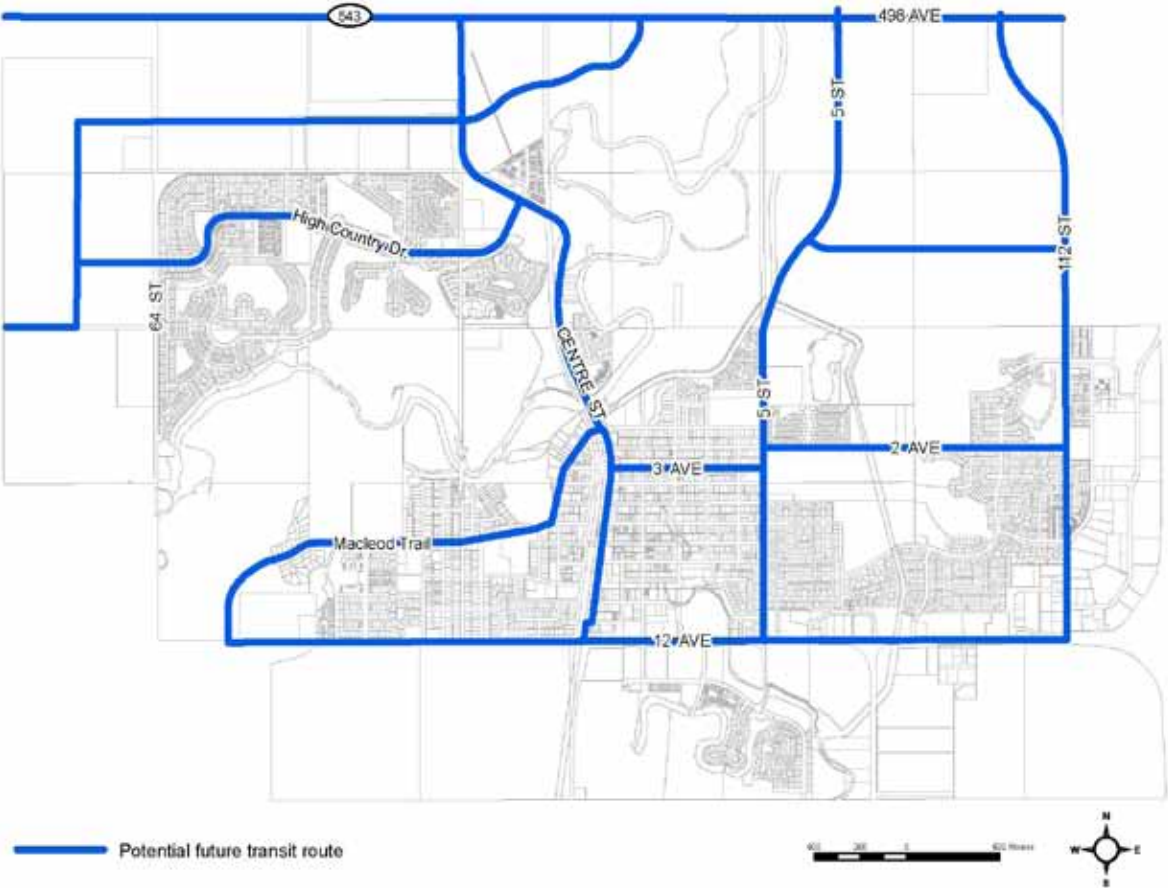 543
498 AVE
5 ST
High Country Dr.
112 ST
64 ST
CENTRE ST
5 ST
2 AVE
3 AVE
Macleod Trail
12 AVE
Potential future transit route
N
W
E
S